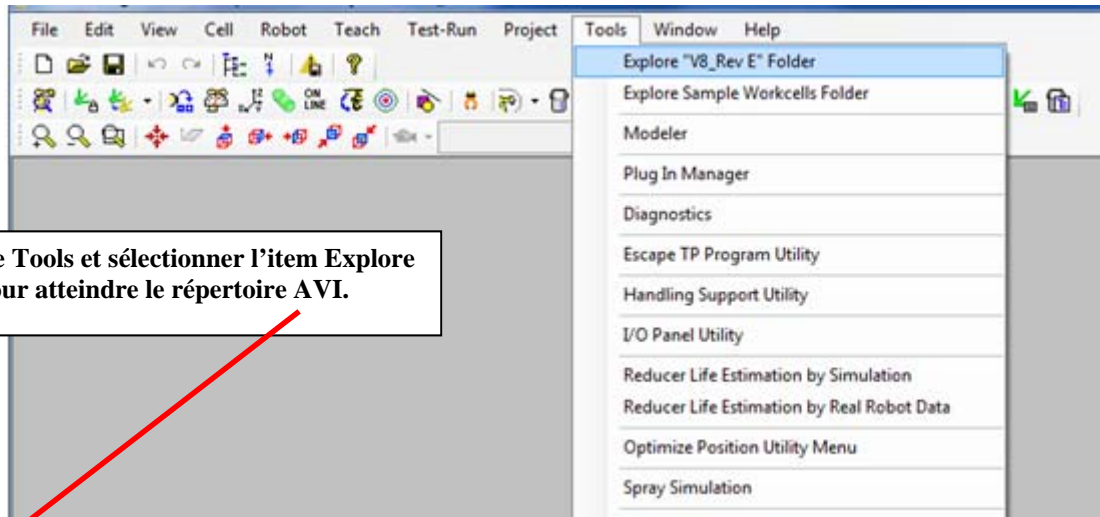 File Edit View Cell Robot Teach Test-Run Project Tools Window Help
ON
LINE
Explore "V8_Rev E" Folder
Explore Sample Workcells Folder
Modeler
Plug In Manager
Diagnostics
Escape TP Program Utility
Handling Support Utility
I/O Panel Utility
Reducer Life Estimation by Simulation
Reducer Life Estimation by Real Robot Data
Optimize Position Utility Menu
Spray Simulation
e Tools et sélectionner l'item Explore
our atteindre le répertoire AVI.